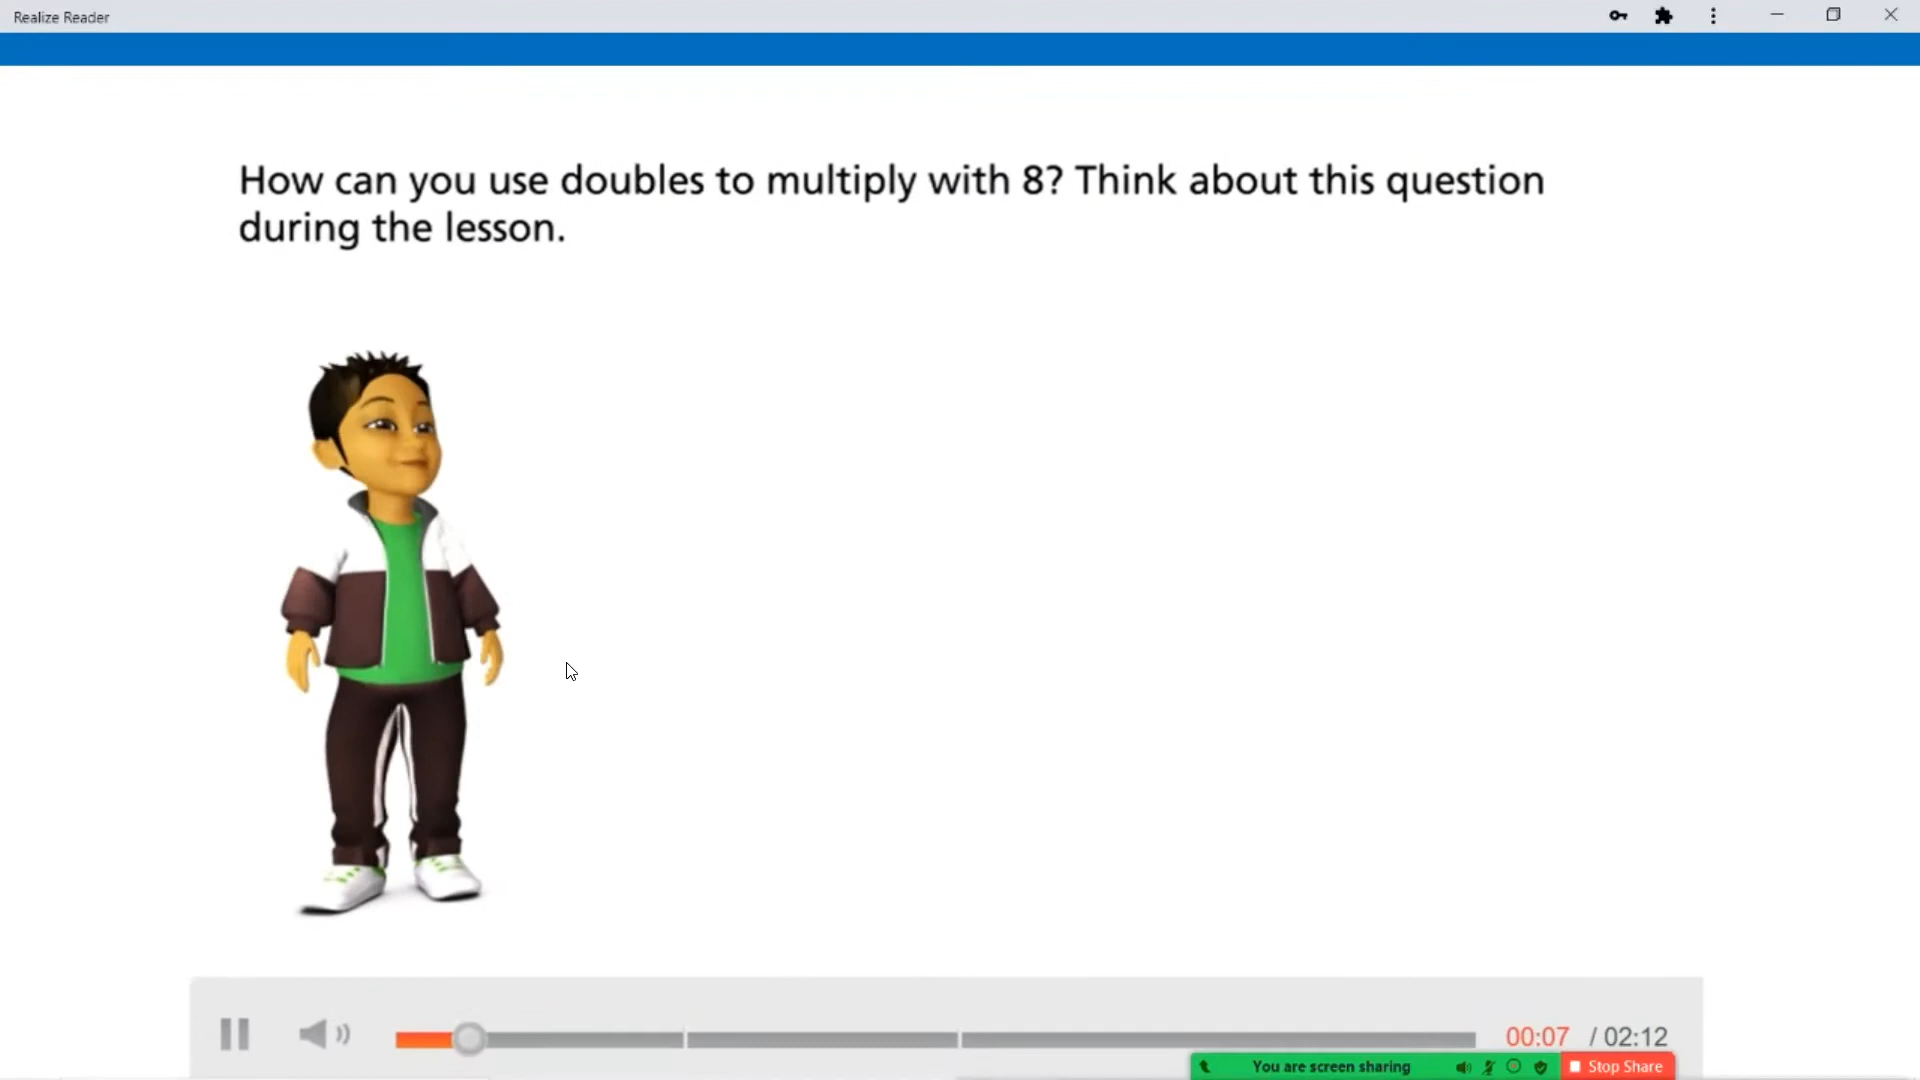 Realize Reader
How can you use doubles to multiply with 8? Think about this question
during the lesson.
00:07 / 02:12
You are screen sharing
Stop Share